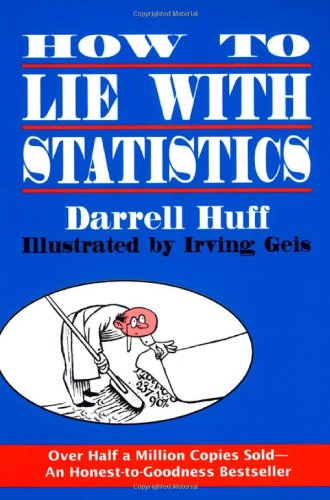 HOW TO
LIE WITH
STATISTICS
Darrell Huff
Illustrated by Irving Geis
Over Half a Million Copies Sold—
An Honest-to-Goodness Bestseller